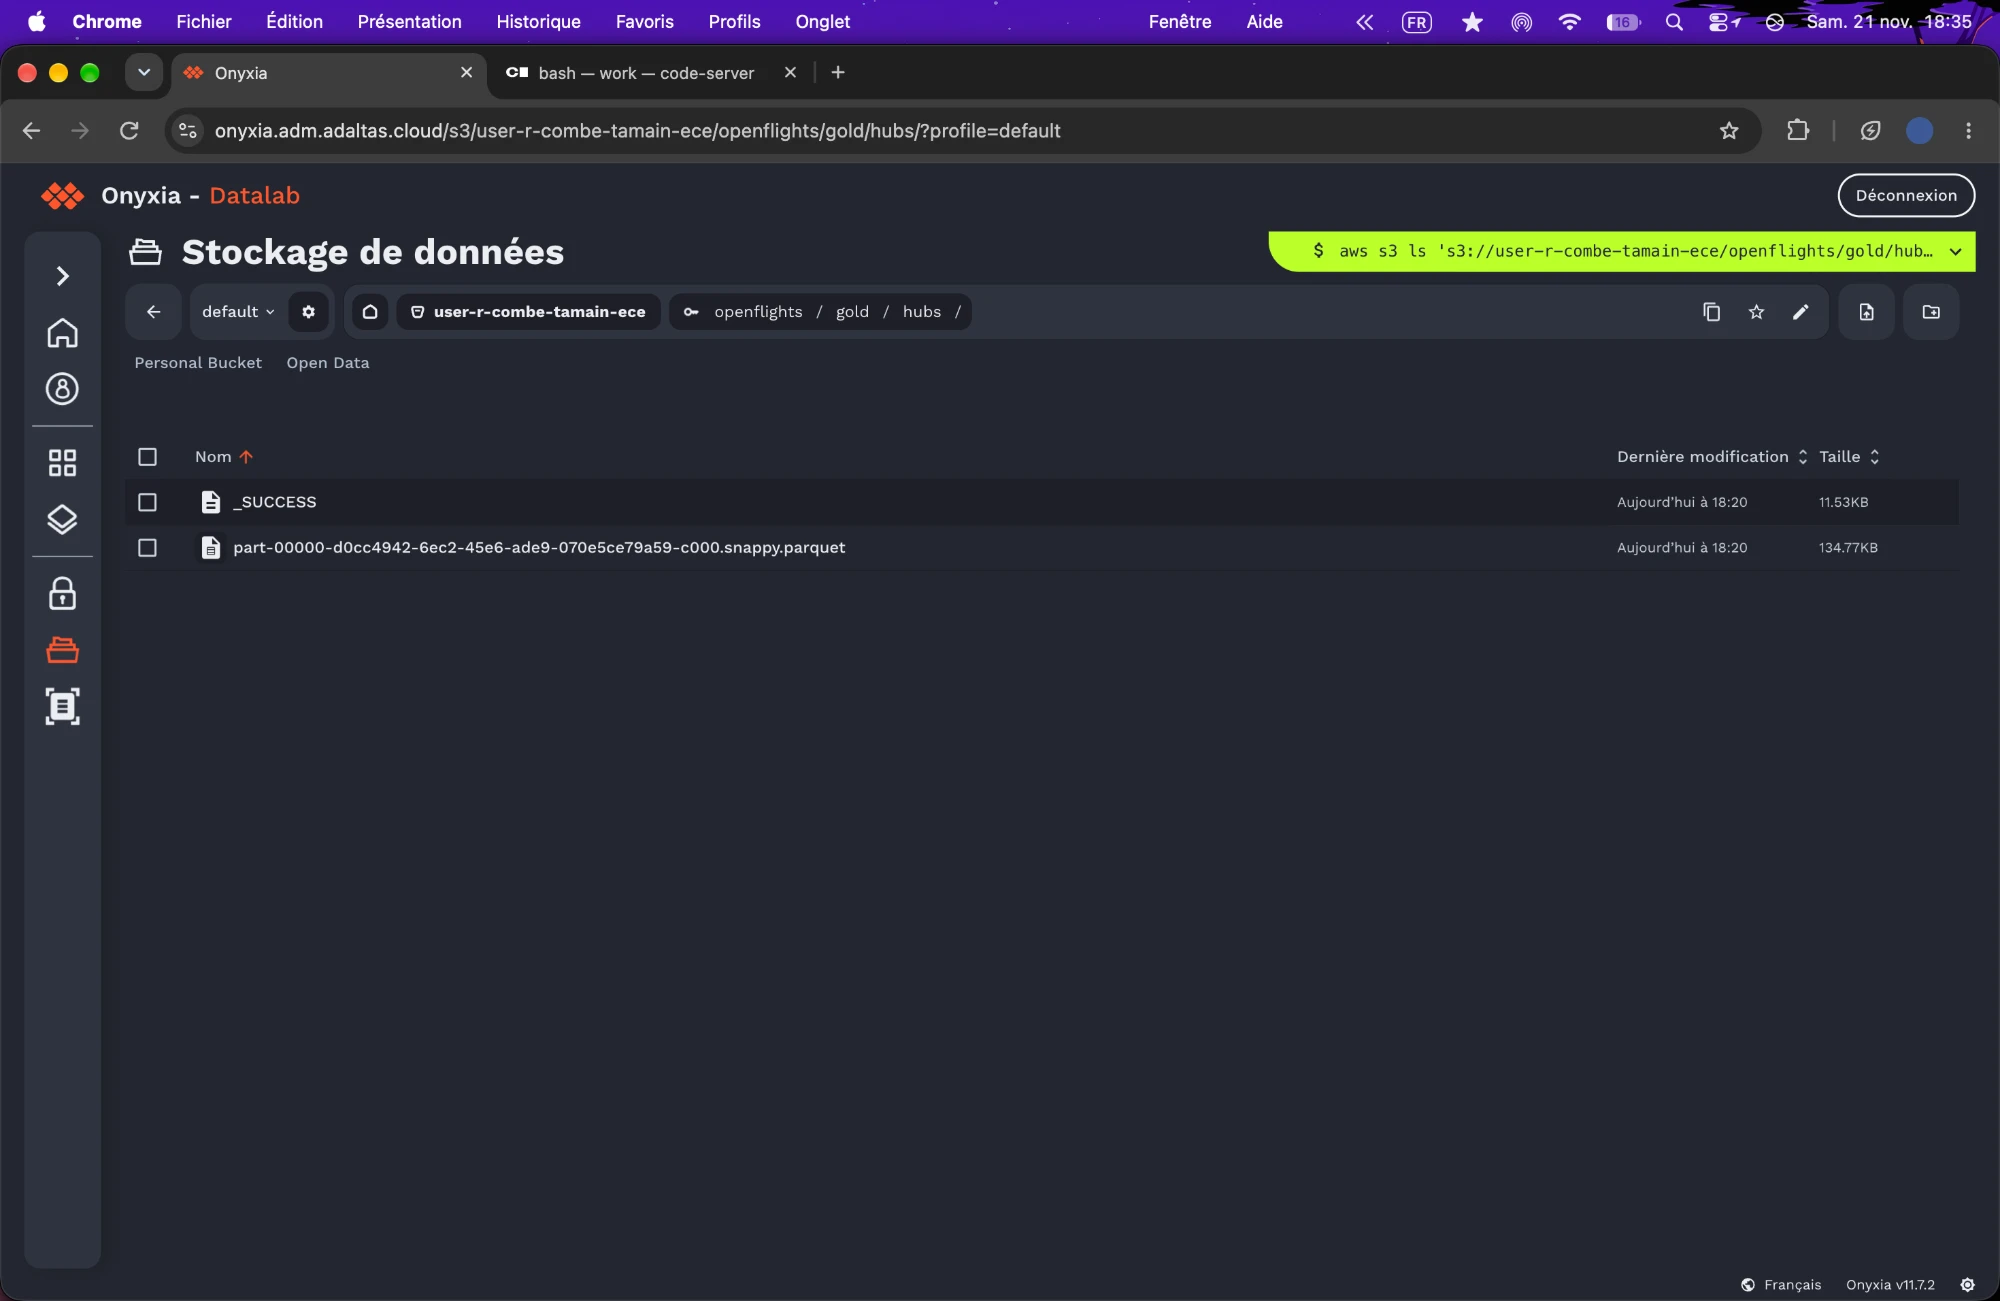 Chrome Fichier Édition Présentation Historique Favoris Profils Onglet Fenêtre Aide FR 16 Sam. 21 nov. 18:35
Onyxia bash — work — code-server
onyxia.adm.adaltas.cloud/s3/user-r-combe-tamain-ece/openflights/gold/hubs/?profile=default
Onyxia - Datalab Déconnexion
Stockage de données $ aws s3 ls 's3://user-r-combe-tamain-ece/openflights/gold/hub…
default user-r-combe-tamain-ece openflights / gold / hubs /
Personal Bucket Open Data
Nom Dernière modification Taille
_SUCCESS Aujourd’hui à 18:20 11.53KB
part-00000-d0cc4942-6ec2-45e6-ade9-070e5ce79a59-c000.snappy.parquet Aujourd’hui à 18:20 134.77KB
Français Onyxia v11.7.2